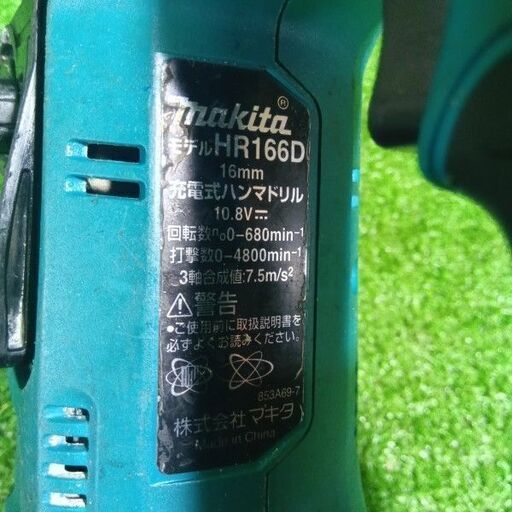 makita®
モデル HR166D
16mm
充電式ハンマドリル
10.8V⎓
回転数n₀0-680min⁻¹
打撃数0-4800min⁻¹
3軸合成値:7.5m/s²
⚠警告
•ご使用前に取扱説明書を
必ずよくお読みください。
853A69-7
株式会社 マキタ
Made in China